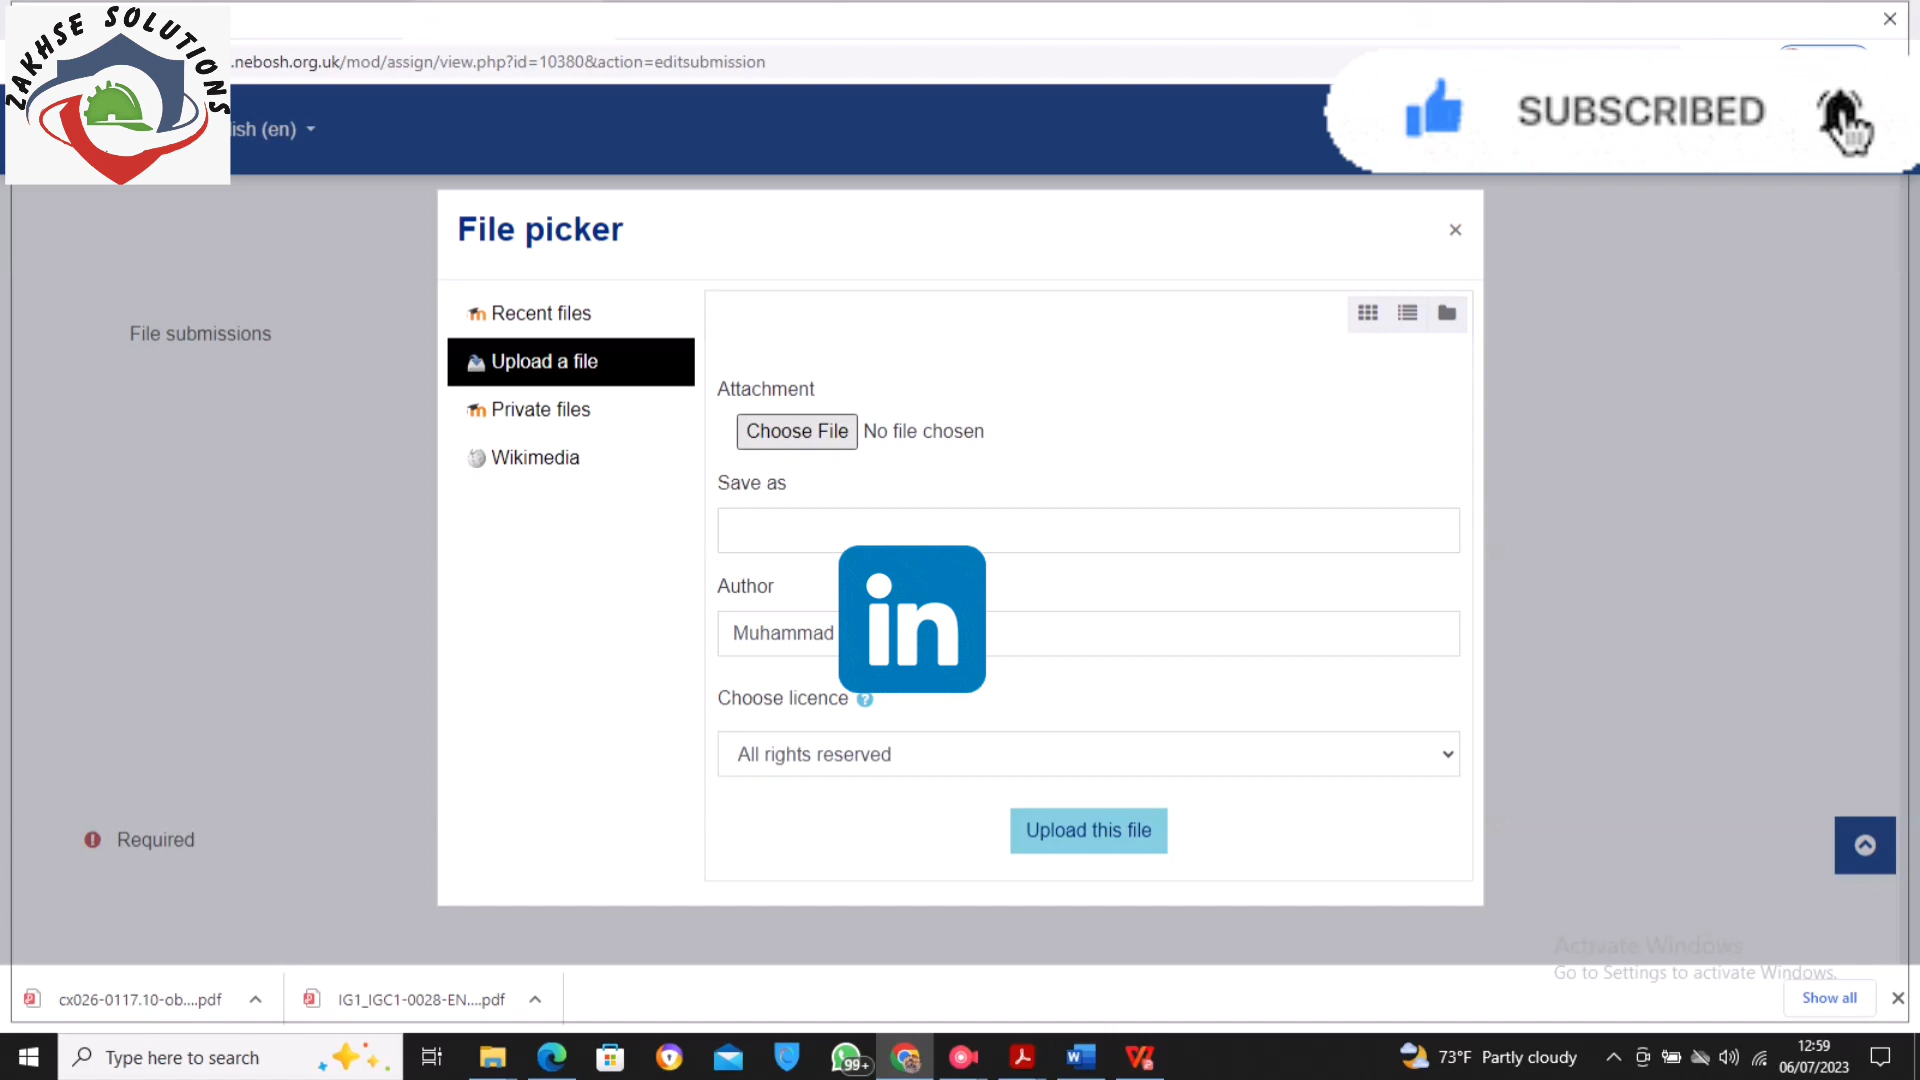 ZAKHSE SOLUTIONS
.nebosh.org.uk/mod/assign/view.php?id=10380&action=editsubmission
ish (en)
SUBSCRIBED
File picker
Recent files
Upload a file
Private files
Wikimedia
File submissions
Attachment
Choose File No file chosen
Save as
Author
Muhammad
in
Choose licence
All rights reserved
Upload this file
Required
Activate Windows
Go to Settings to activate Windows.
cx026-0117.10-ob....pdf
IG1_IGC1-0028-EN....pdf
Show all
Type here to search
99+
73°F Partly cloudy
12:59
06/07/2023